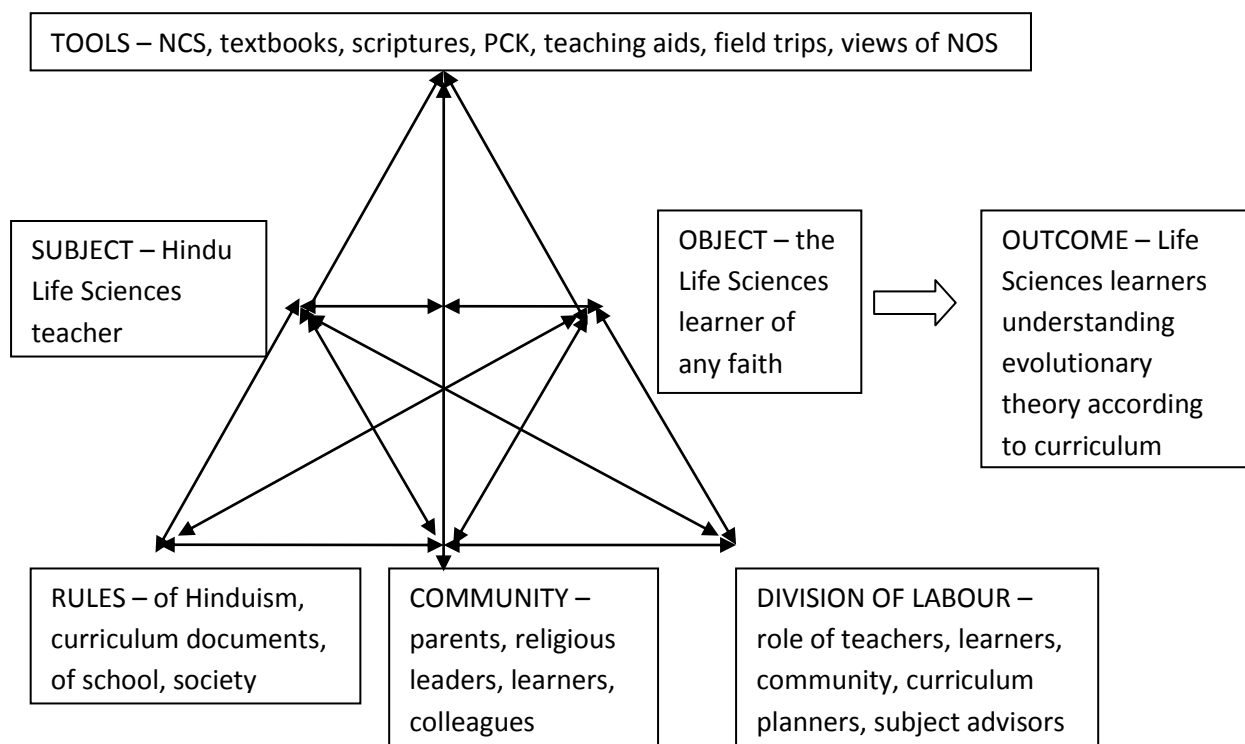 TOOLS – NCS, textbooks, scriptures, PCK, teaching aids, field trips, views of NOS
SUBJECT – Hindu
Life Sciences
teacher
OBJECT – the
Life Sciences
learner of
any faith
OUTCOME – Life
Sciences learners
understanding
evolutionary
theory according
to curriculum
RULES – of Hinduism,
curriculum documents,
of school, society
COMMUNITY –
parents, religious
leaders, learners,
colleagues
DIVISION OF LABOUR –
role of teachers, learners,
community, curriculum
planners, subject advisors